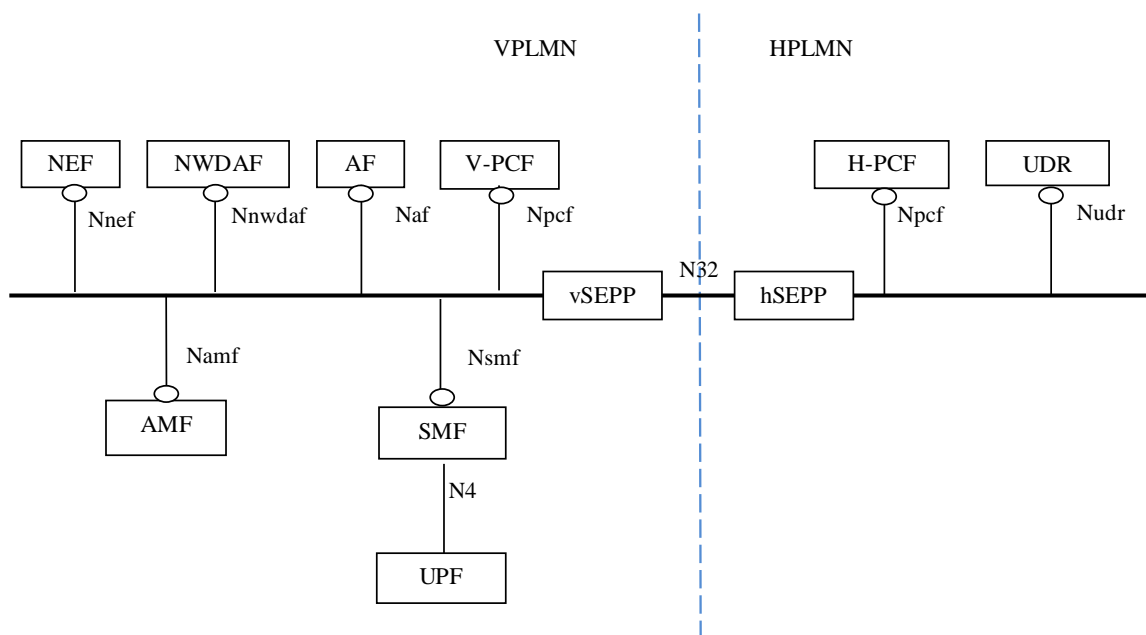 VPLMN
HPLMN
NEF
NWDAF
AF
V-PCF
H-PCF
UDR
Nnef
Nnwdaf
Naf
Npcf
Npcf
Nudr
N32
vSEPP
hSEPP
Namf
Nsmf
AMF
SMF
N4
UPF